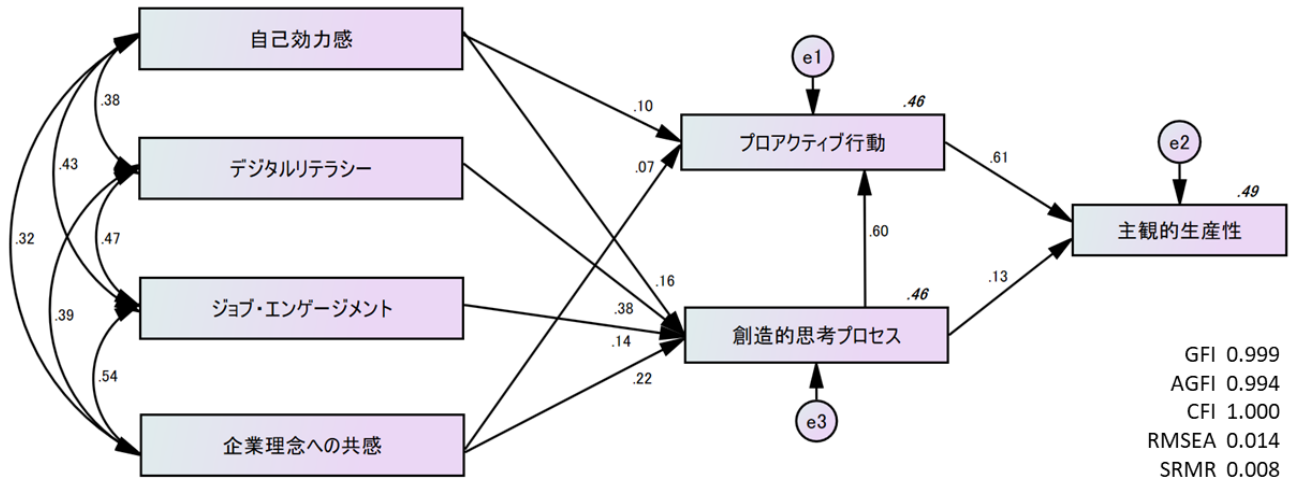 自己効力感
デジタルリテラシー
ジョブ・エンゲージメント
企業理念への共感
.38
.43
.32
.47
.39
.54
.10
.07
.16
.38
.14
.22
e1
.46
プロアクティブ行動
.60
.46
創造的思考プロセス
e3
.61
.13
e2
.49
主観的生産性
GFI 0.999
AGFI 0.994
CFI 1.000
RMSEA 0.014
SRMR 0.008